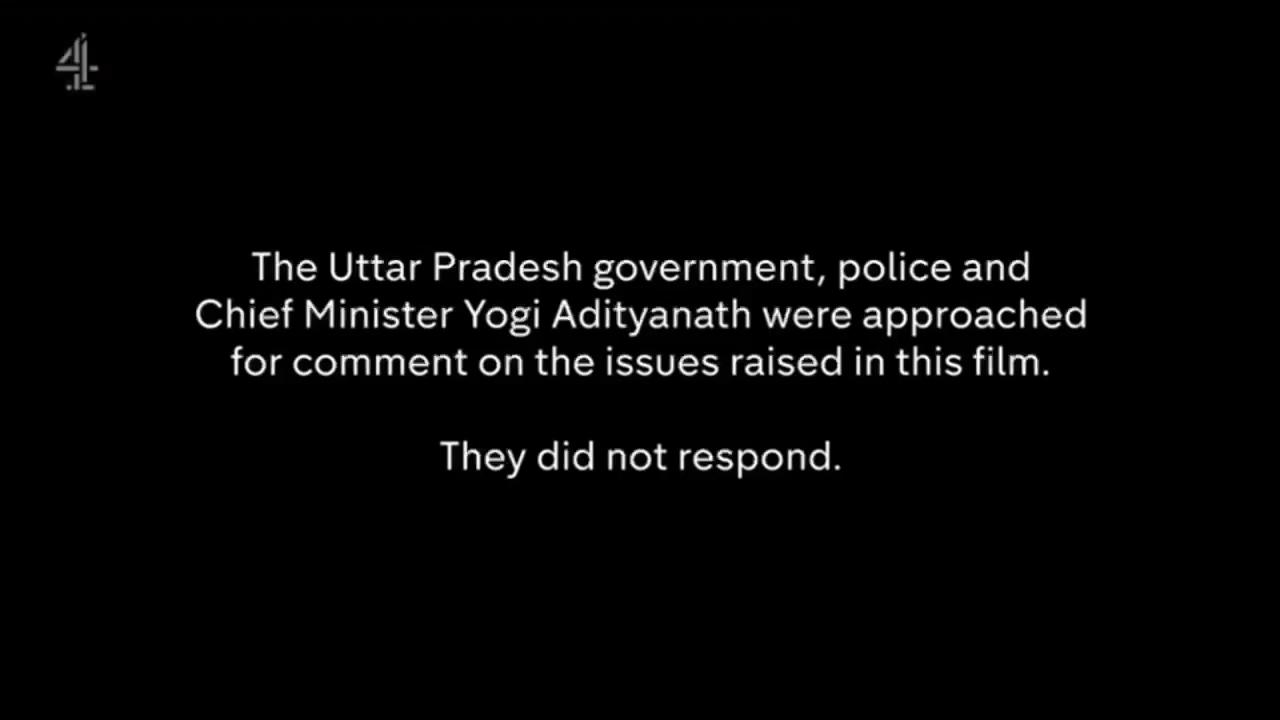 4
The Uttar Pradesh government, police and
Chief Minister Yogi Adityanath were approached
for comment on the issues raised in this film.
They did not respond.